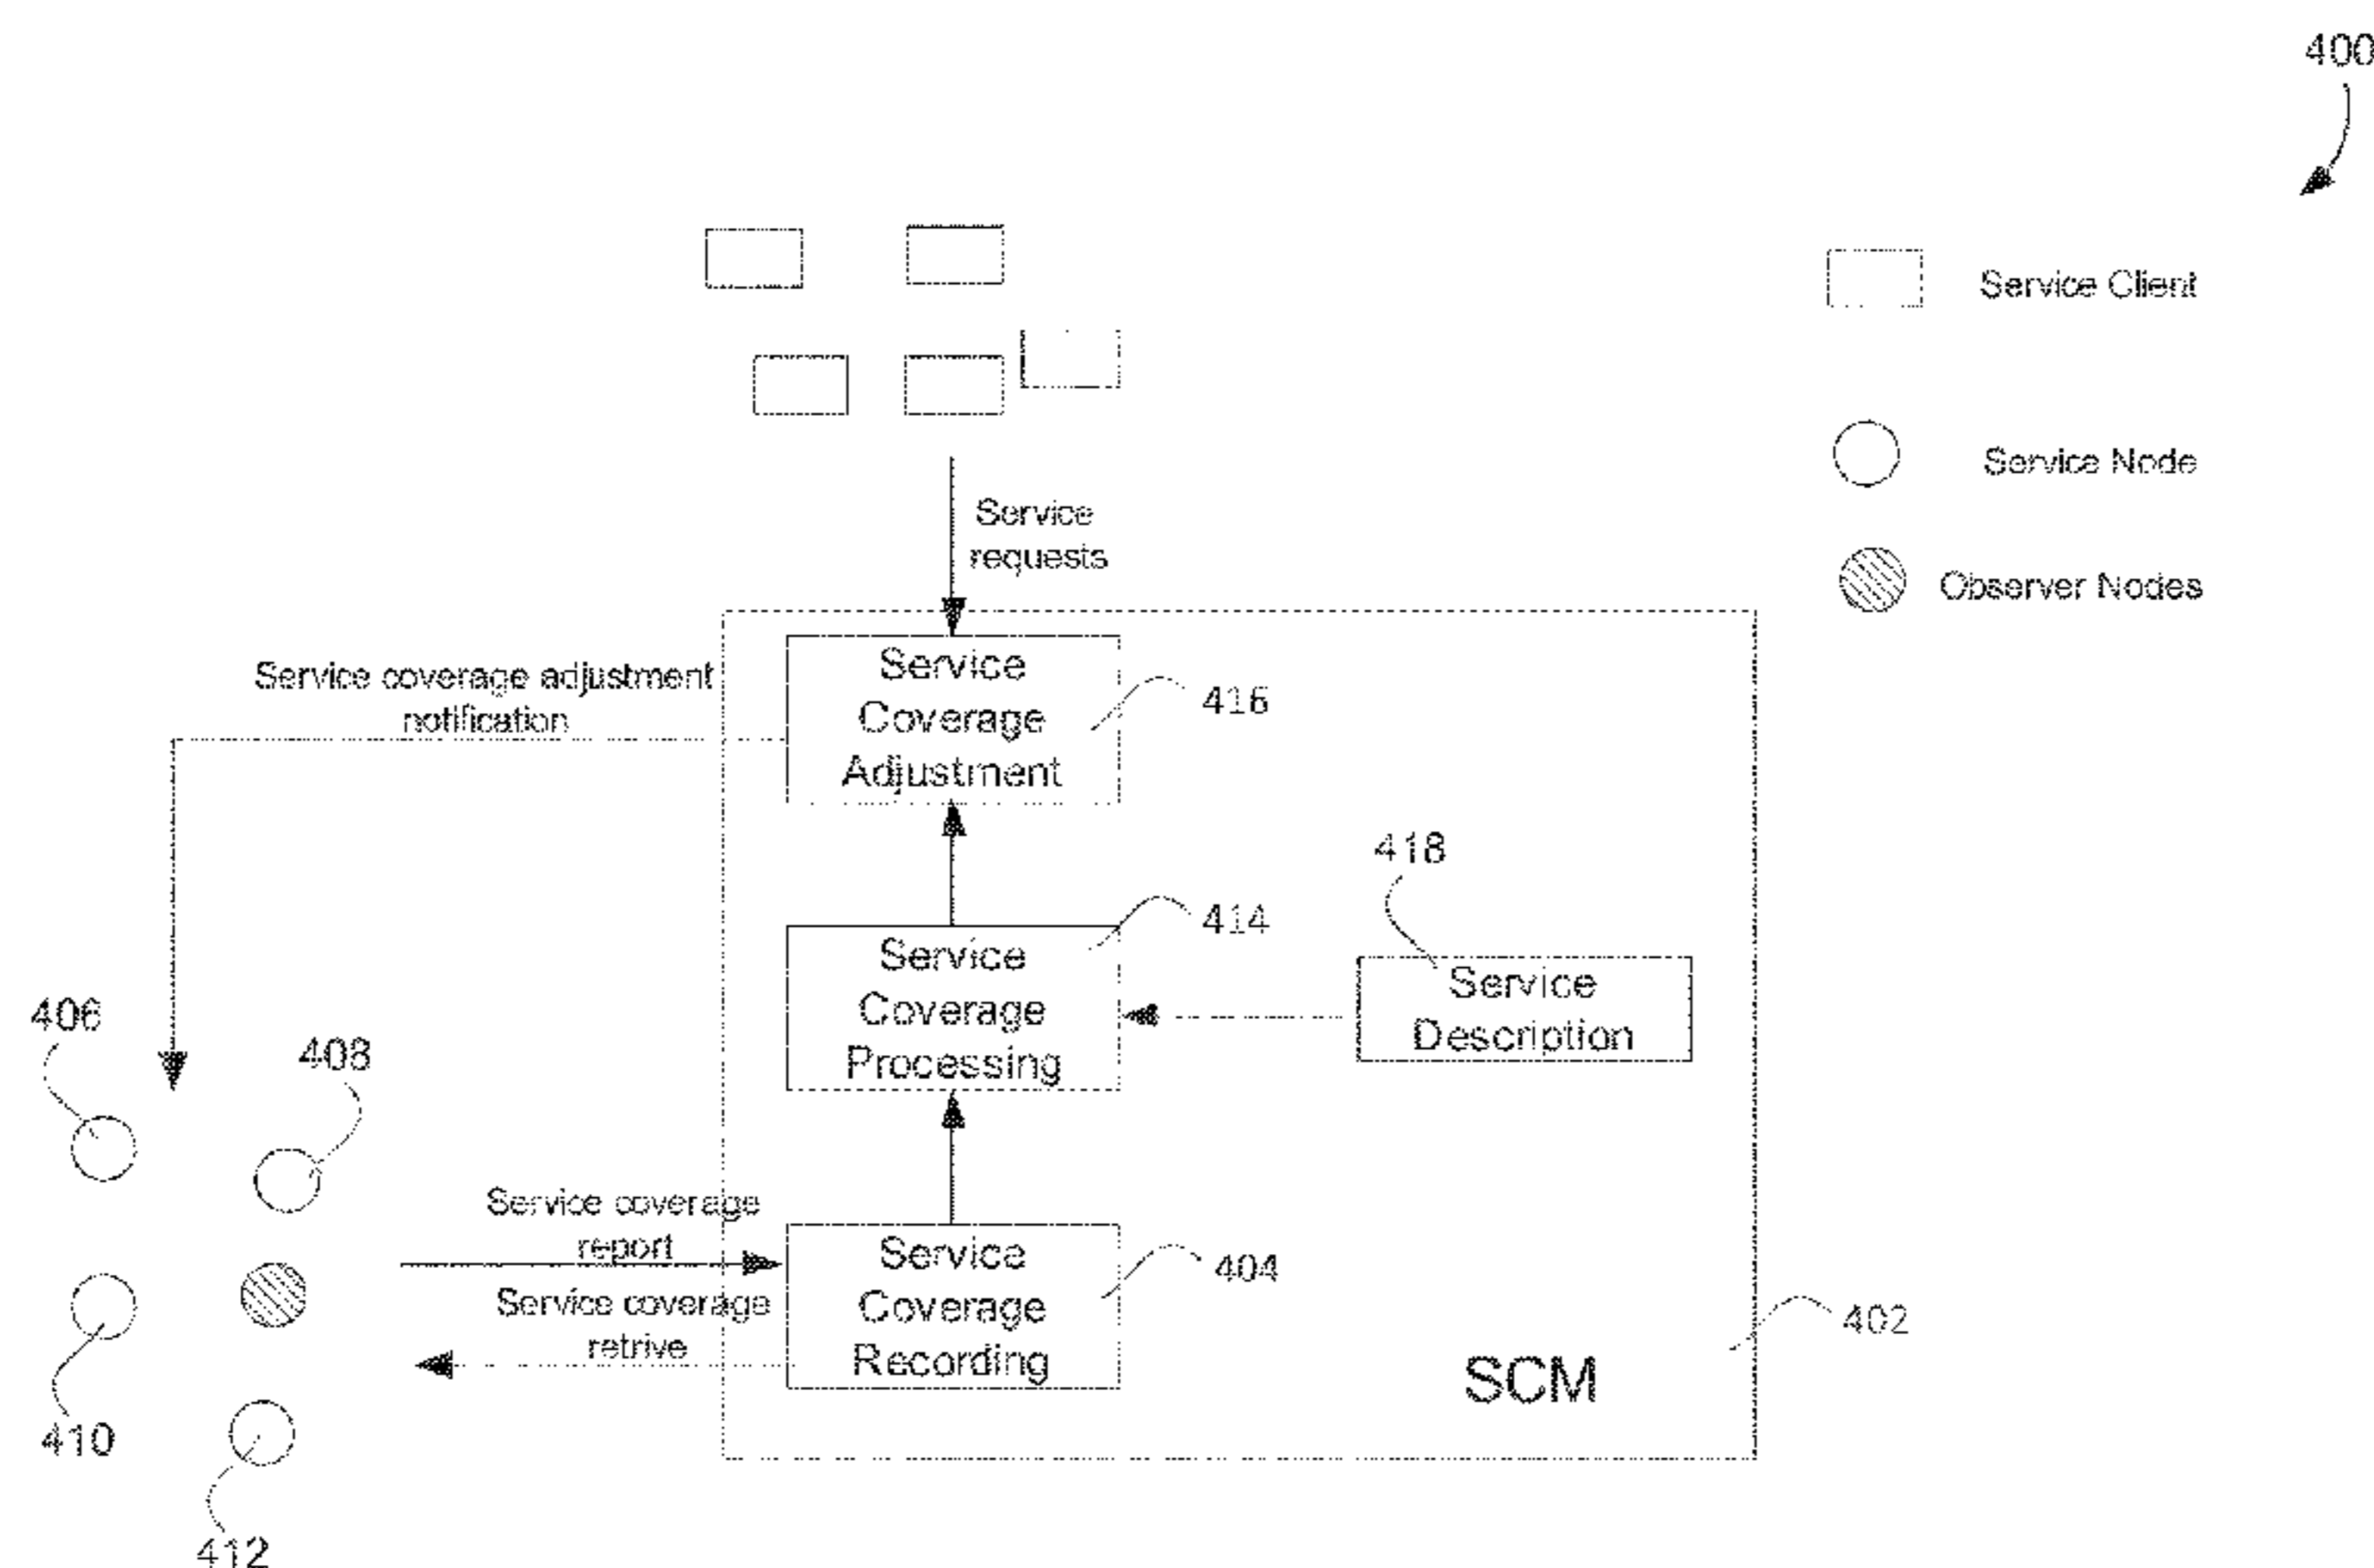 400
Service Client
Service Node
Service
requests
Observer Nodes
Service coverage adjustment
notification
Service
Coverage
Adjustment
416
418
414
Service
Coverage
Processing
Service
Description
406
408
Service coverage
report
Service coverage
retrive
Service
Coverage
Recording
404
402
SCM
410
412